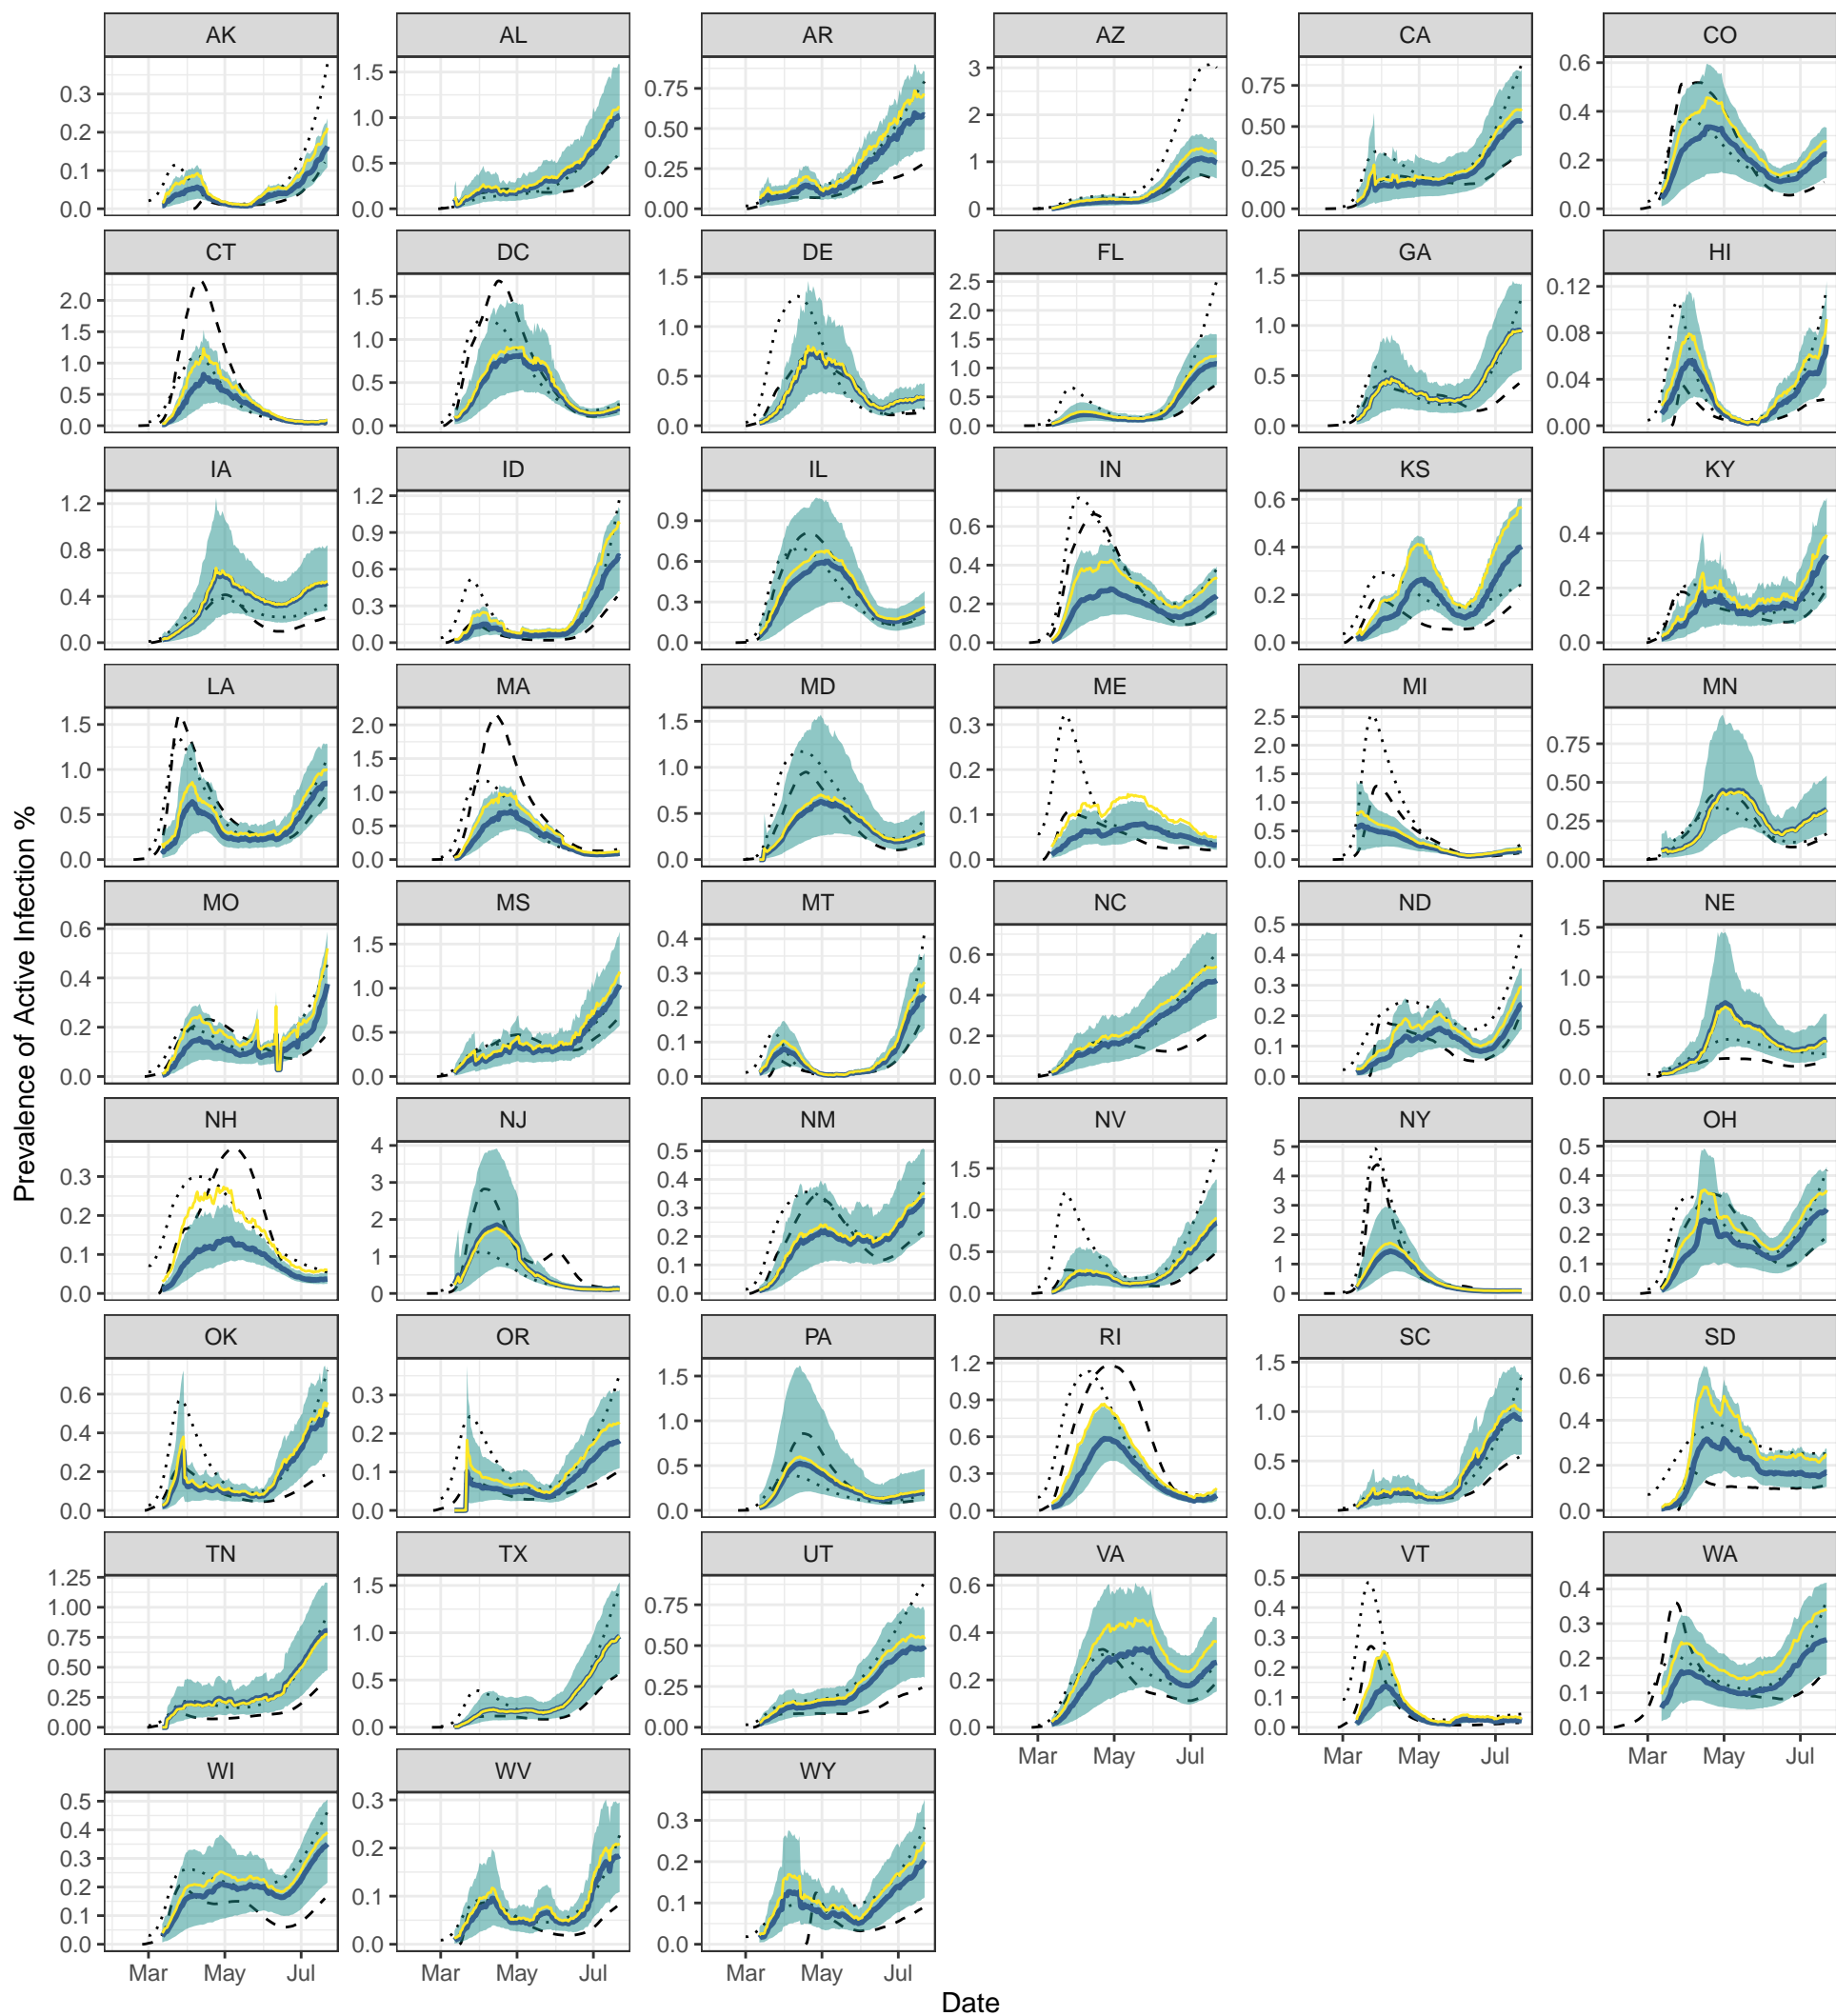 AK AL AR AZ CA CO
0.3 0.2 0.1 0.0
1.5 1.0 0.5 0.0
0.75 0.50 0.25 0.00
3 2 1 0
0.75 0.50 0.25 0.00
0.6 0.4 0.2 0.0
CT DC DE FL GA HI
2.0 1.5 1.0 0.5 0.0
1.5 1.0 0.5 0.0
1.5 1.0 0.5 0.0
2.5 2.0 1.5 1.0 0.5 0.0
1.5 1.0 0.5 0.0
0.12 0.08 0.04 0.00
IA ID IL IN KS KY
1.2 0.8 0.4 0.0
1.2 0.9 0.6 0.3 0.0
0.9 0.6 0.3 0.0
0.6 0.4 0.2 0.0
0.6 0.4 0.2 0.0
0.4 0.2 0.0
LA MA MD ME MI MN
1.5 1.0 0.5 0.0
2.0 1.5 1.0 0.5 0.0
1.5 1.0 0.5 0.0
0.3 0.2 0.1 0.0
2.5 2.0 1.5 1.0 0.5 0.0
0.75 0.50 0.25 0.00
Prevalence of Active Infection %
MO MS MT NC ND NE
0.6 0.4 0.2 0.0
1.5 1.0 0.5 0.0
0.4 0.3 0.2 0.1 0.0
0.6 0.4 0.2 0.0
0.5 0.4 0.3 0.2 0.1 0.0
1.5 1.0 0.5 0.0
NH NJ NM NV NY OH
0.3 0.2 0.1 0.0
4 3 2 1 0
0.5 0.4 0.3 0.2 0.1 0.0
1.5 1.0 0.5 0.0
5 4 3 2 1 0
0.5 0.4 0.3 0.2 0.1 0.0
OK OR PA RI SC SD
0.6 0.4 0.2 0.0
0.3 0.2 0.1 0.0
1.5 1.0 0.5 0.0
1.2 0.9 0.6 0.3 0.0
1.5 1.0 0.5 0.0
0.6 0.4 0.2 0.0
TN TX UT VA VT WA
1.25 1.00 0.75 0.50 0.25 0.00
1.5 1.0 0.5 0.0
0.75 0.50 0.25 0.00
0.6 0.4 0.2 0.0
0.5 0.4 0.3 0.2 0.1 0.0
0.4 0.3 0.2 0.1 0.0
Mar May Jul Mar May Jul Mar May Jul
WI WV WY
0.5 0.4 0.3 0.2 0.1 0.0
0.3 0.2 0.1 0.0
0.3 0.2 0.1 0.0
Mar May Jul Mar May Jul Mar May Jul
Date